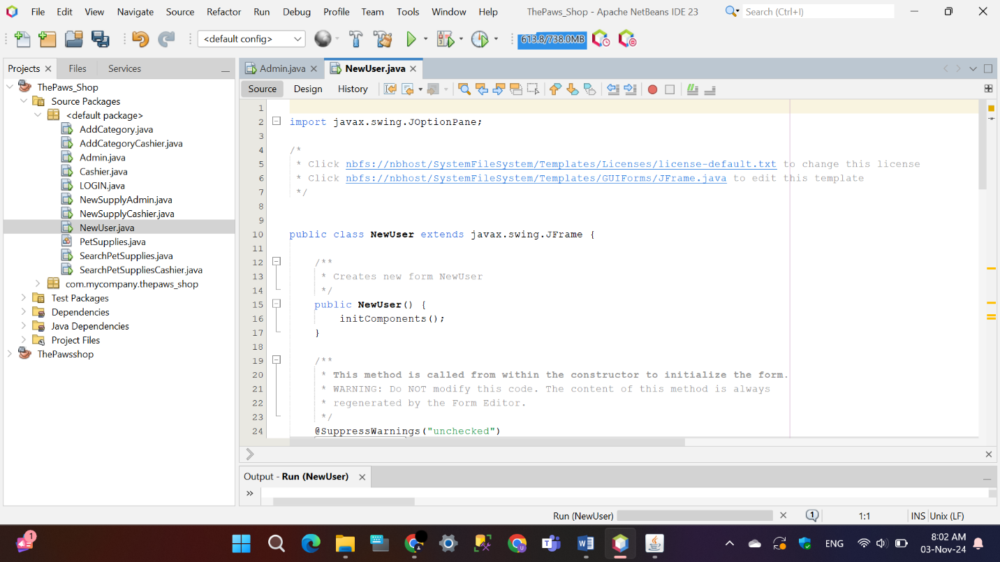 File Edit View Navigate Source Refactor Run Debug Profile Team Tools Window Help ThePaws_Shop - Apache NetBeans IDE 23 Search (Ctrl+I)
<default config> 613.8/738.0MB
Projects Files Services Admin.java NewUser.java
Source Design History
ThePaws_Shop
Source Packages
<default package>
AddCategory.java
AddCategoryCashier.java
Admin.java
Cashier.java
LOGIN.java
NewSupplyAdmin.java
NewSupplyCashier.java
NewUser.java
PetSupplies.java
SearchPetSupplies.java
SearchPetSuppliesCashier.java
com.mycompany.thepaws_shop
Test Packages
Dependencies
Java Dependencies
Project Files
ThePawsshop
1
2 import javax.swing.JOptionPane;
3
4 /*
5 * Click nbfs://nbhost/SystemFileSystem/Templates/Licenses/license-default.txt to change this license
6 * Click nbfs://nbhost/SystemFileSystem/Templates/GUIForms/JFrame.java to edit this template
7 */
8
9
10 public class NewUser extends javax.swing.JFrame {
11
12 /**
13 * Creates new form NewUser
14 */
15 public NewUser() {
16 initComponents();
17 }
18
19 /**
20 * This method is called from within the constructor to initialize the form.
21 * WARNING: Do NOT modify this code. The content of this method is always
22 * regenerated by the Form Editor.
23 */
24 @SuppressWarnings("unchecked")
Output - Run (NewUser)
Run (NewUser) 1 1:1 INS Unix (LF)
1 ENG 8:02 AM
03-Nov-24